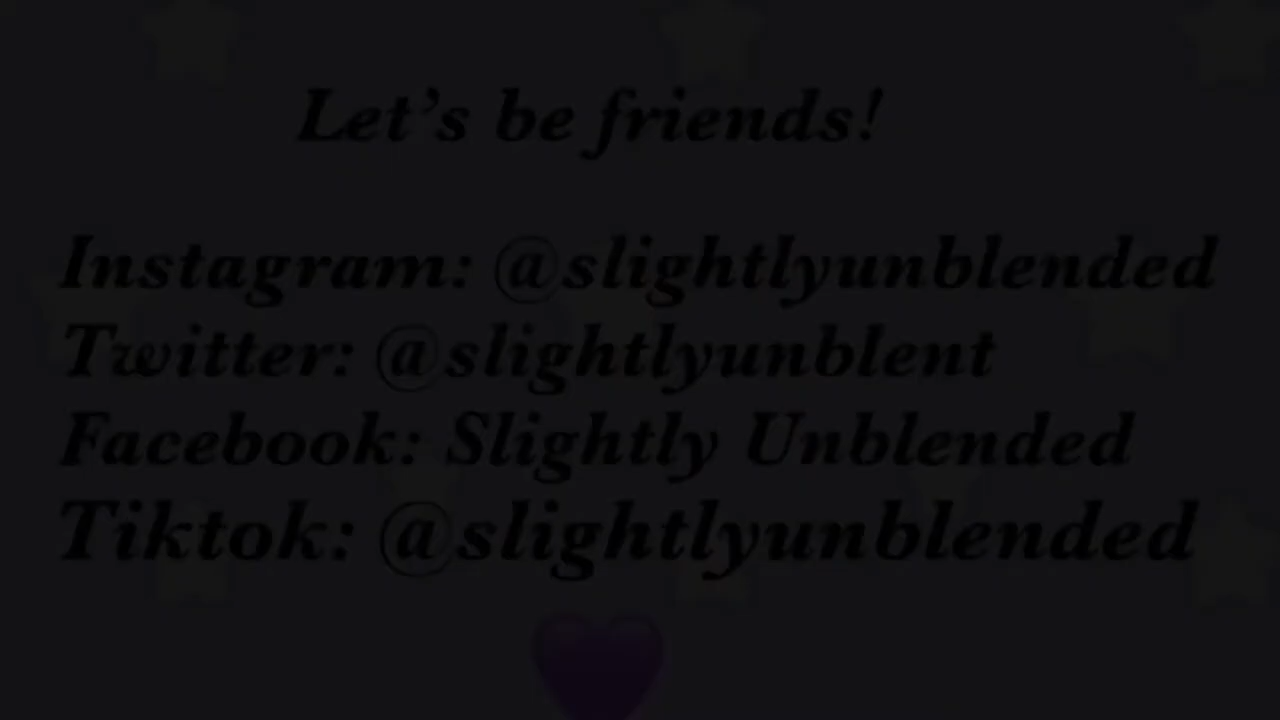 Let’s be friends!
Instagram: @slightlyunblended
Twitter: @slightlyunblent
Facebook: Slightly Unblended
Tiktok: @slightlyunblended